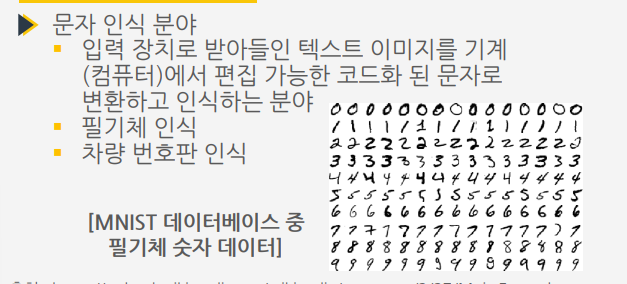 문자 인식 분야
입력 장치로 받아들인 텍스트 이미지를 기계
(컴퓨터)에서 편집 가능한 코드화 된 문자로
변환하고 인식하는 분야
필기체 인식
차량 번호판 인식
[MNIST 데이터베이스 중
필기체 숫자 데이터]
0 0 0 0 0 0 0 0 0 0 0 0 0 0 0 0
1 1 1 1 1 1 1 1 1 1 1 1 1 1 1 1
2 2 2 2 2 2 2 2 2 2 2 2 2 2 2 2
3 3 3 3 3 3 3 3 3 3 3 3 3 3 3 3
4 4 4 4 4 4 4 4 4 4 4 4 4 4 4 4
5 5 5 5 5 5 5 5 5 5 5 5 5 5 5 5
6 6 6 6 6 6 6 6 6 6 6 6 6 6 6 6
7 7 7 7 7 7 7 7 7 7 7 7 7 7 7 7
8 8 8 8 8 8 8 8 8 8 8 8 8 8 8 8
9 9 9 9 9 9 9 9 9 9 9 9 9 9 9 9